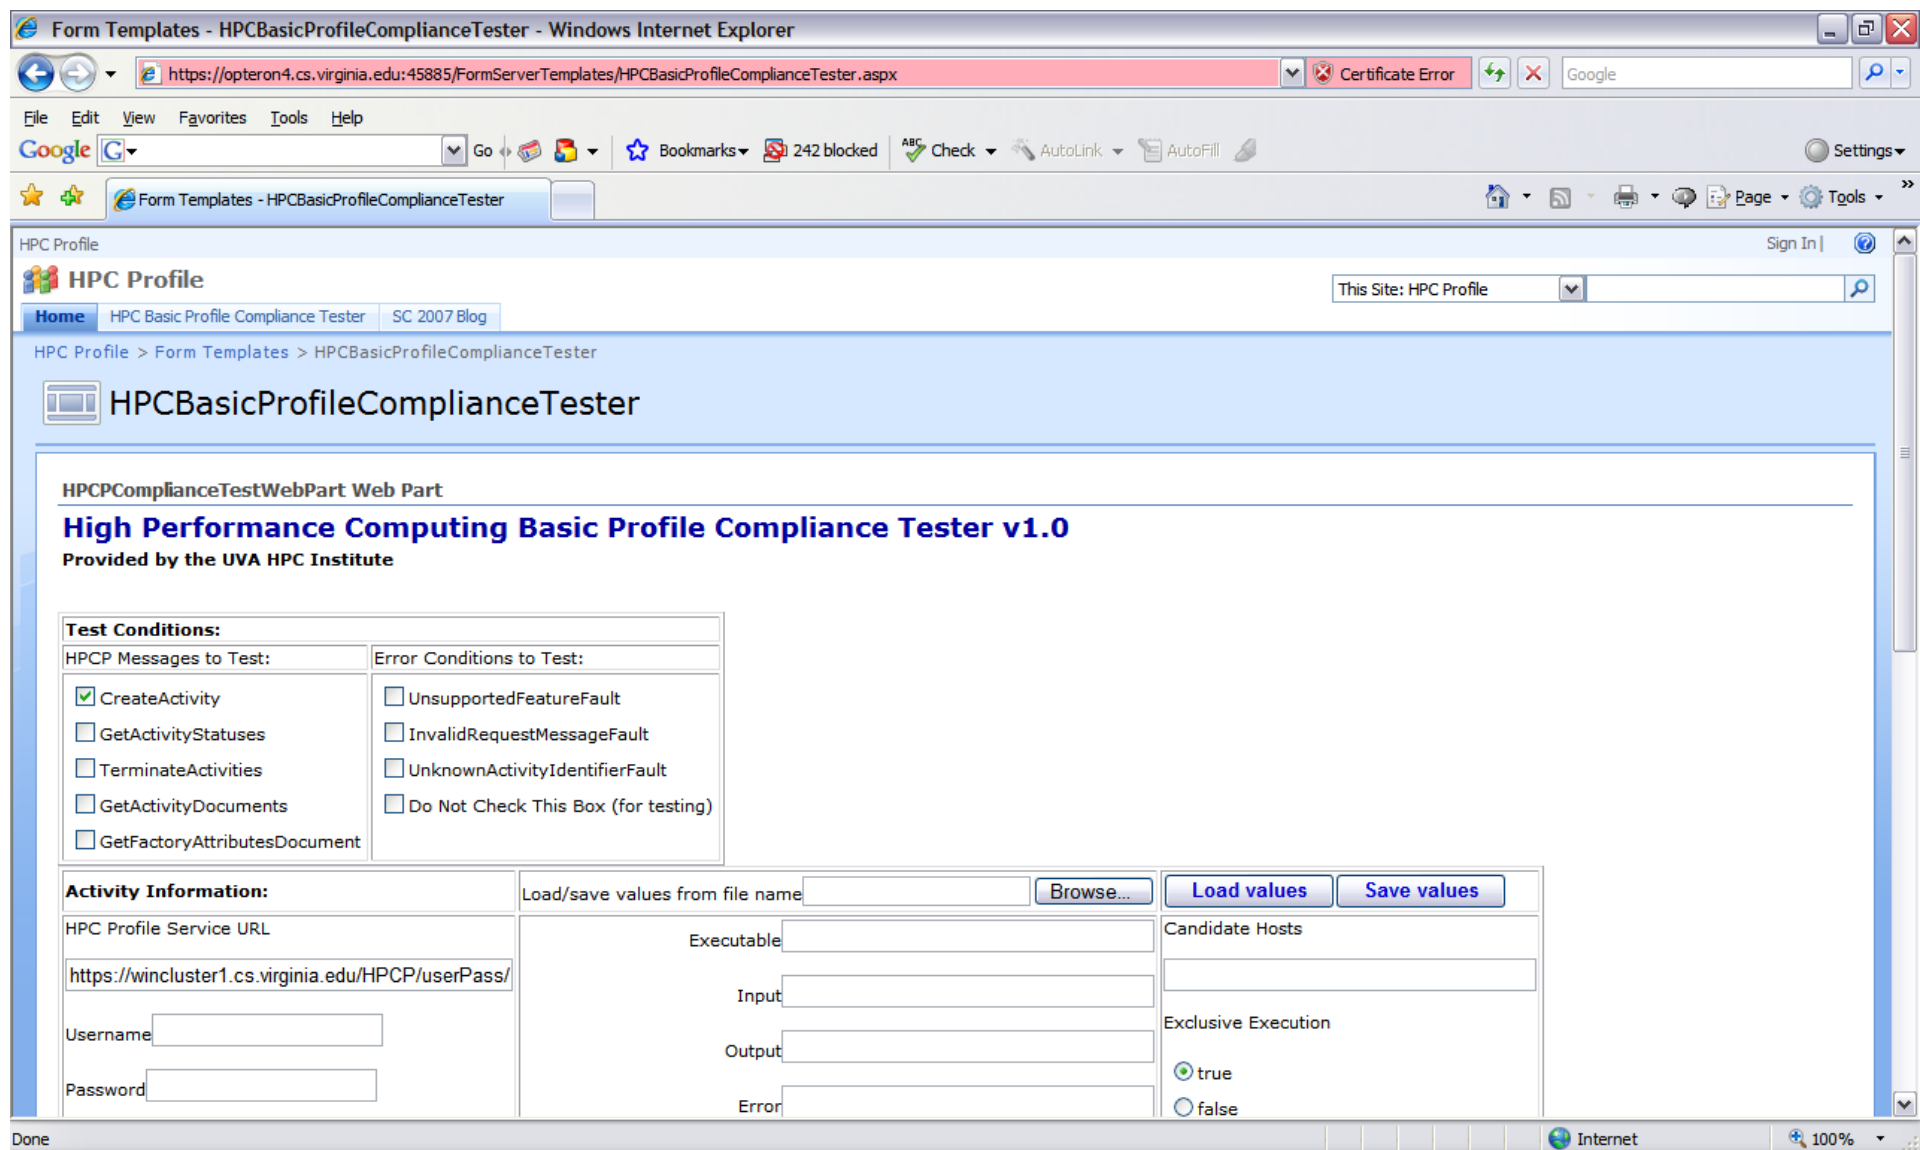 Form Templates - HPCBasicProfileComplianceTester - Windows Internet Explorer
https://opteron4.cs.virginia.edu:45885/FormServerTemplates/HPCBasicProfileComplianceTester.aspx Certificate Error Google
File Edit View Favorites Tools Help
Google G Go Bookmarks 242 blocked ABC Check AutoLink AutoFill Settings
Form Templates - HPCBasicProfileComplianceTester Page Tools »
HPC Profile Sign In |
HPC Profile This Site: HPC Profile
Home HPC Basic Profile Compliance Tester SC 2007 Blog
HPC Profile > Form Templates > HPCBasicProfileComplianceTester
HPCBasicProfileComplianceTester
HPCPComplianceTestWebPart Web Part
High Performance Computing Basic Profile Compliance Tester v1.0
Provided by the UVA HPC Institute
Test Conditions:
HPCP Messages to Test: Error Conditions to Test:
CreateActivity UnsupportedFeatureFault
GetActivityStatuses InvalidRequestMessageFault
TerminateActivities UnknownActivityIdentifierFault
GetActivityDocuments Do Not Check This Box (for testing)
GetFactoryAttributesDocument
Activity Information: Load/save values from file name Browse... Load values Save values
HPC Profile Service URL Executable Candidate Hosts
https://wincluster1.cs.virginia.edu/HPCP/userPass/
Input
Username Exclusive Execution
Output
true
Password
Error false
Done Internet 100%